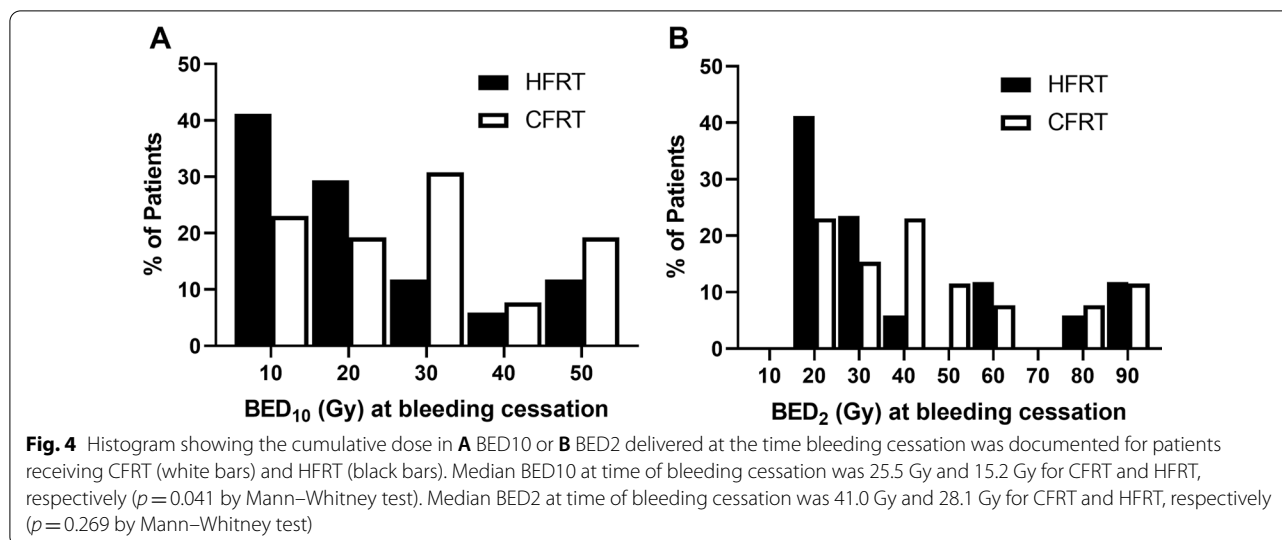 A
50
40
30
20
10
0
% of Patients
HFRT
CFRT
10 20 30 40 50
BED10 (Gy) at bleeding cessation
B
50
40
30
20
10
0
% of Patients
HFRT
CFRT
10 20 30 40 50 60 70 80 90
BED2 (Gy) at bleeding cessation
Fig. 4 Histogram showing the cumulative dose in A BED10 or B BED2 delivered at the time bleeding cessation was documented for patients
receiving CFRT (white bars) and HFRT (black bars). Median BED10 at time of bleeding cessation was 25.5 Gy and 15.2 Gy for CFRT and HFRT,
respectively (p = 0.041 by Mann–Whitney test). Median BED2 at time of bleeding cessation was 41.0 Gy and 28.1 Gy for CFRT and HFRT, respectively
(p = 0.269 by Mann–Whitney test)